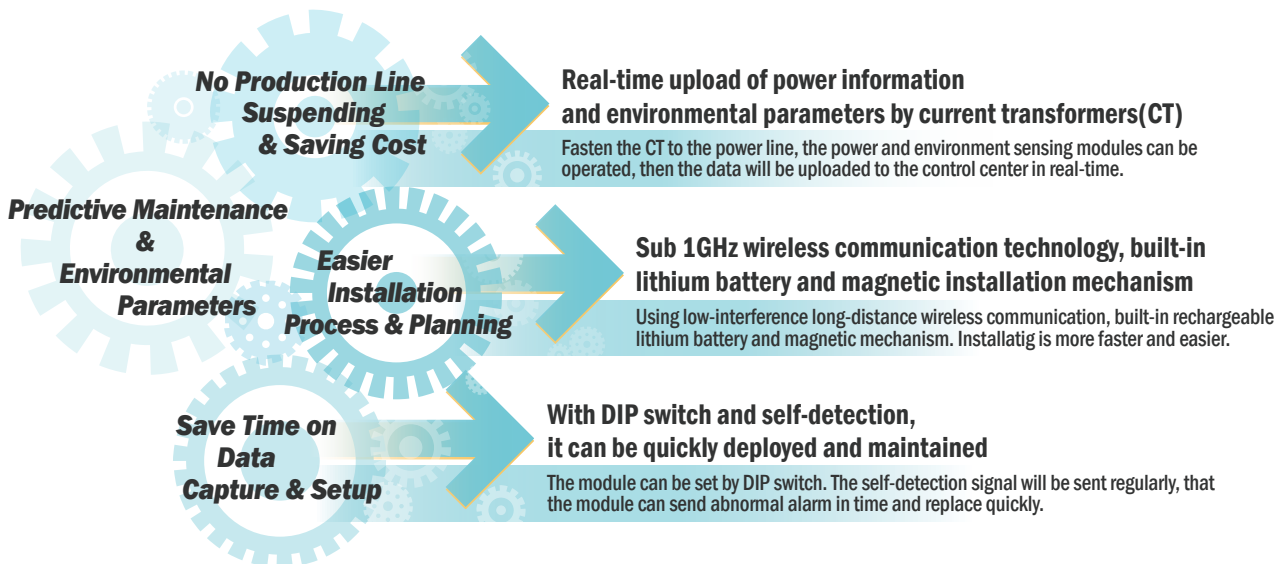 No Production Line
Suspending
& Saving Cost
Real-time upload of power information
and environmental parameters by current transformers(CT)
Fasten the CT to the power line, the power and environment sensing modules can be
operated, then the data will be uploaded to the control center in real-time.
Predictive Maintenance
&
Environmental
Parameters
Easier
Installation
Process & Planning
Sub 1GHz wireless communication technology, built-in
lithium battery and magnetic installation mechanism
Using low-interference long-distance wireless communication, built-in rechargeable
lithium battery and magnetic mechanism. Installatig is more faster and easier.
Save Time on
Data
Capture & Setup
With DIP switch and self-detection,
it can be quickly deployed and maintained
The module can be set by DIP switch. The self-detection signal will be sent regularly, that
the module can send abnormal alarm in time and replace quickly.